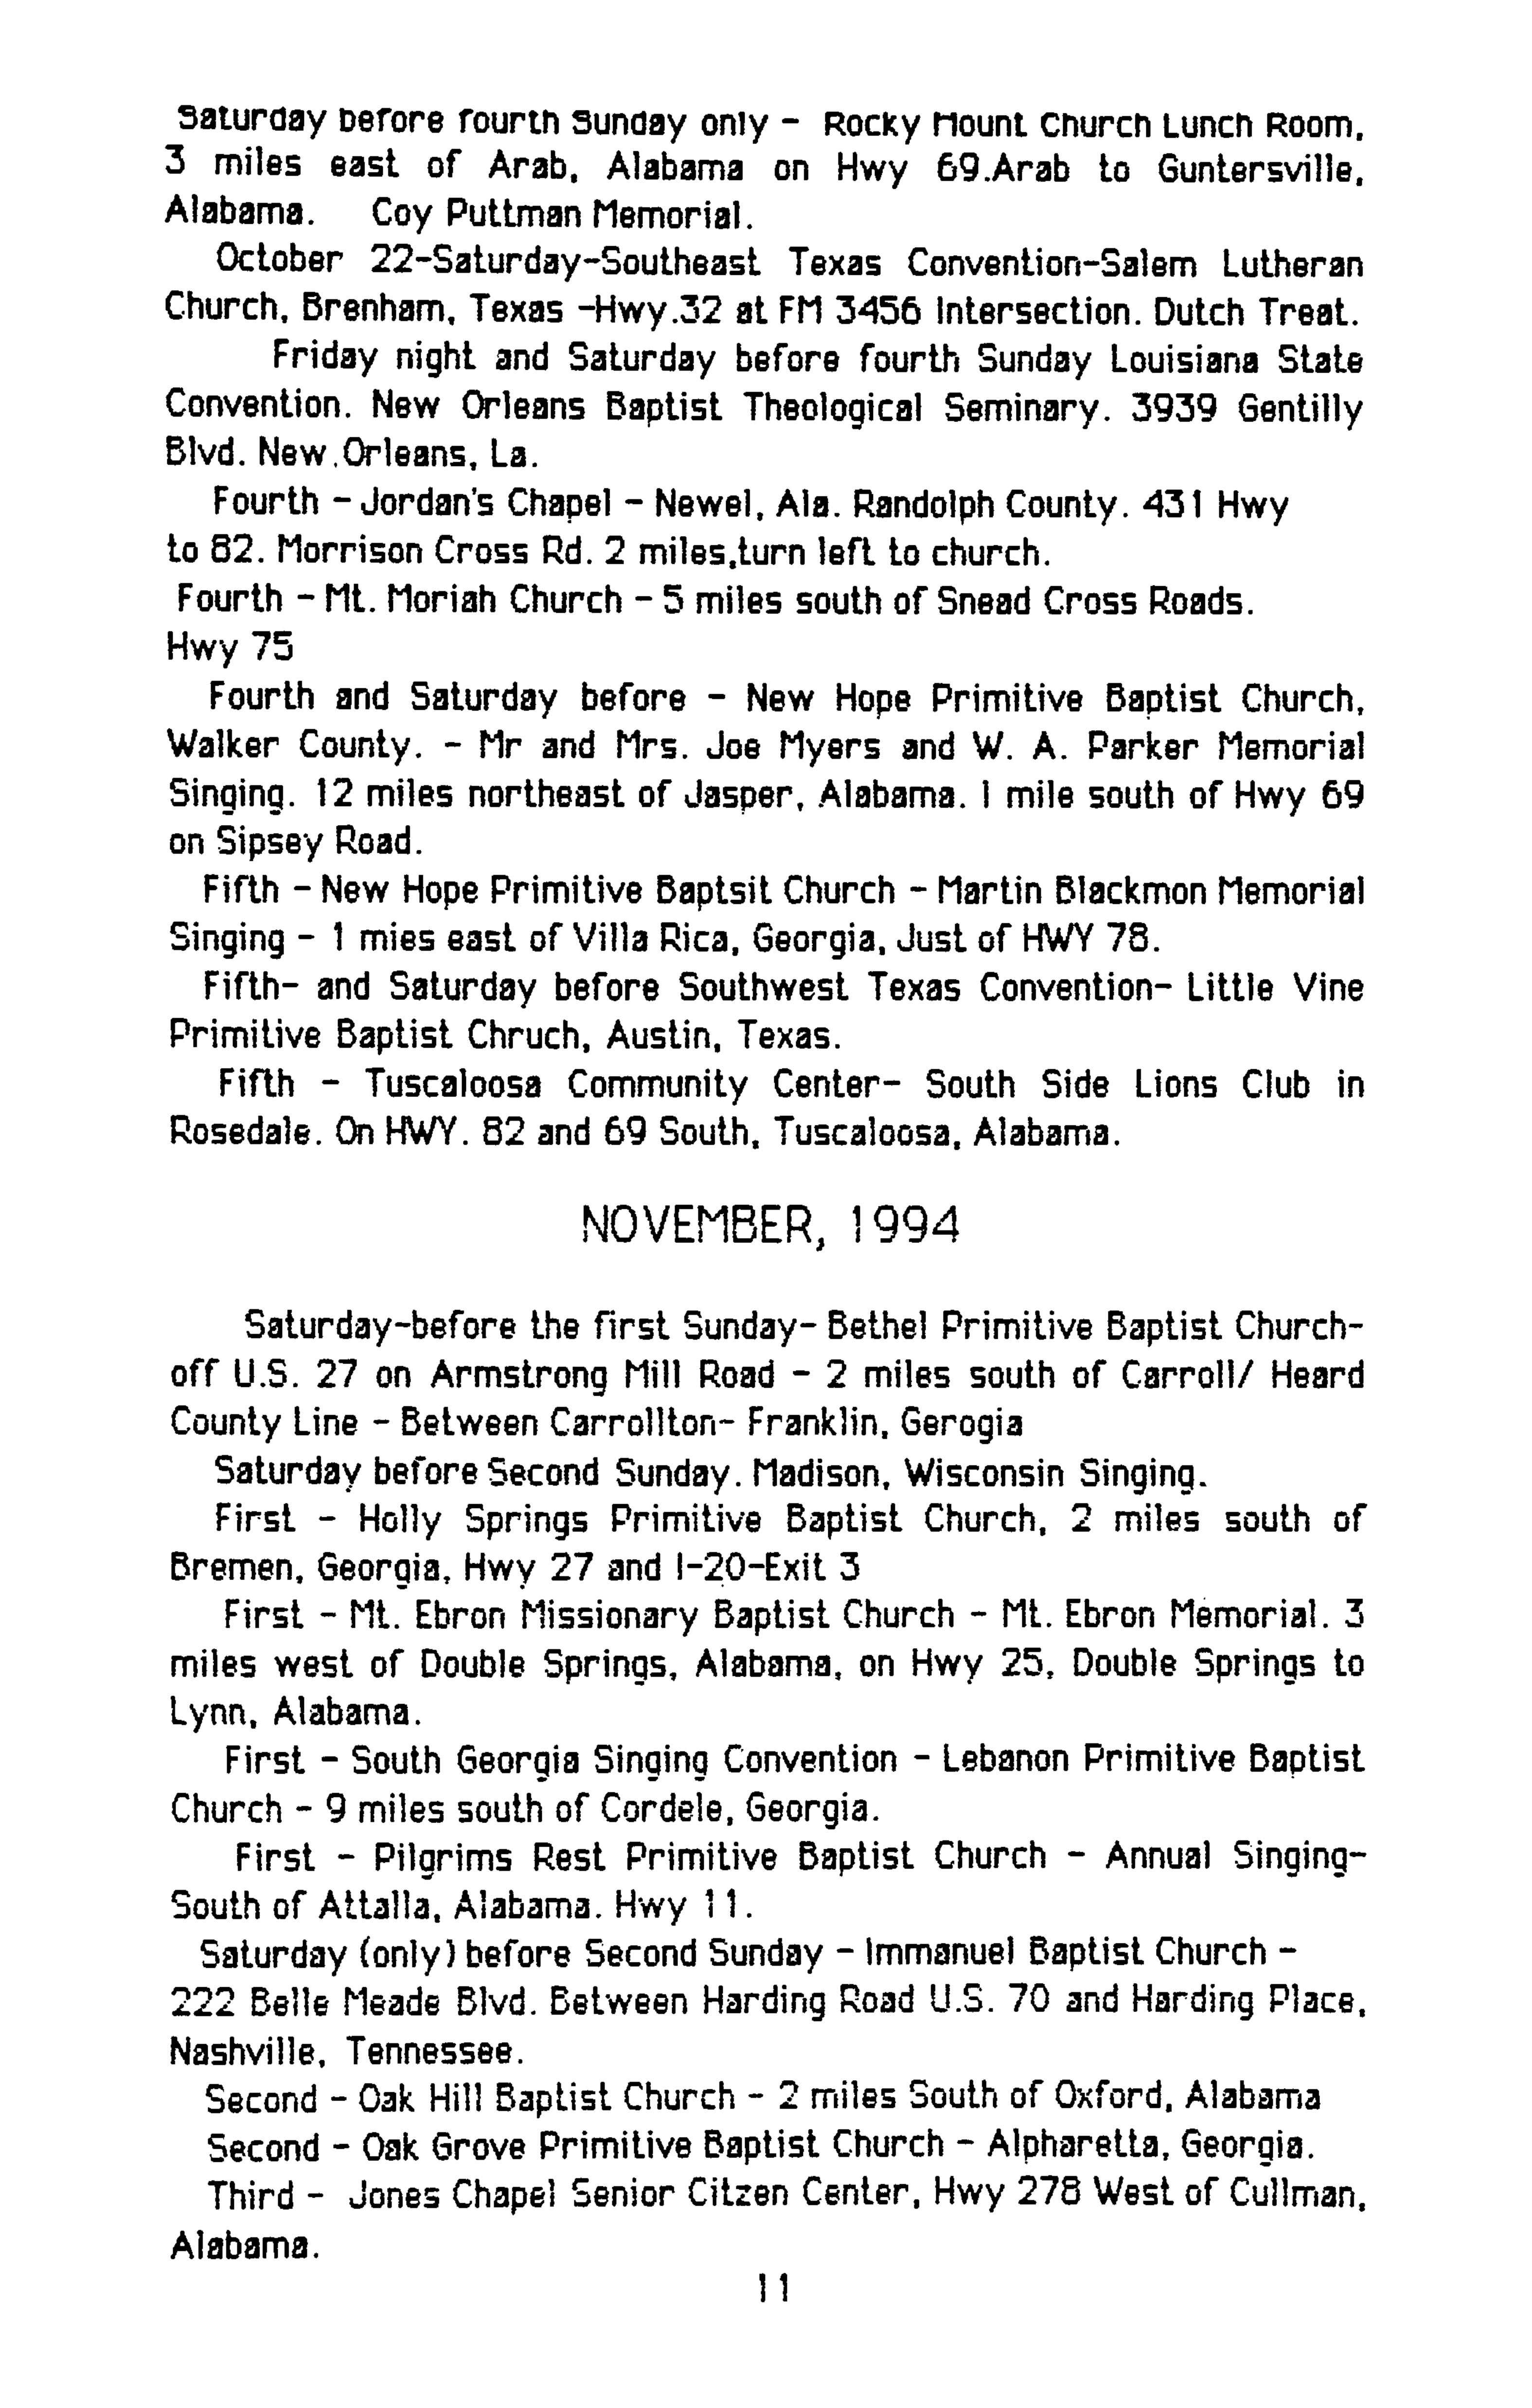 Saturday before fourth Sunday only - Rocky Mount Church Lunch Room,
3 miles east of Arab, Alabama on Hwy 69.Arab to Guntersville,
Alabama. Coy Puttman Memorial.
October 22-Saturday-Southeast Texas Convention-Salem Lutheran
Church, Brenham, Texas -Hwy.32 at FM 3456 Intersection. Dutch Treat.
Friday night and Saturday before fourth Sunday Louisiana State
Convention. New Orleans Baptist Theological Seminary. 3939 Gentilly
Blvd. New.Orleans, La.
Fourth - Jordan's Chapel - Newel, Ala. Randolph County. 431 Hwy
to 82. Morrison Cross Rd. 2 miles,turn left to church.
Fourth - Mt. Moriah Church - 5 miles south of Snead Cross Roads.
Hwy 75
Fourth and Saturday before - New Hope Primitive Baptist Church,
Walker County. - Mr and Mrs. Joe Myers and W. A. Parker Memorial
Singing. 12 miles northeast of Jasper, Alabama. 1 mile south of Hwy 69
on Sipsey Road.
Fifth - New Hope Primitive Baptsit Church - Martin Blackmon Memorial
Singing - 1 mies east of Villa Rica, Georgia, Just of HWY 78.
Fifth- and Saturday before Southwest Texas Convention- Little Vine
Primitive Baptist Chruch, Austin, Texas.
Fifth - Tuscaloosa Community Center- South Side Lions Club in
Rosedale. On HWY. 82 and 69 South, Tuscaloosa, Alabama.
NOVEMBER, 1994
Saturday-before the first Sunday- Bethel Primitive Baptist Church-
off U.S. 27 on Armstrong Mill Road - 2 miles south of Carroll/ Heard
County Line - Between Carrollton- Franklin, Gerogia
Saturday before Second Sunday. Madison, Wisconsin Singing.
First - Holly Springs Primitive Baptist Church, 2 miles south of
Bremen, Georgia, Hwy 27 and I-20-Exit 3
First - Mt. Ebron Missionary Baptist Church - Mt. Ebron Memorial. 3
miles west of Double Springs, Alabama, on Hwy 25, Double Springs to
Lynn, Alabama.
First - South Georgia Singing Convention - Lebanon Primitive Baptist
Church - 9 miles south of Cordele, Georgia.
First - Pilgrims Rest Primitive Baptist Church - Annual Singing-
South of Attalla, Alabama. Hwy 11.
Saturday (only) before Second Sunday - Immanuel Baptist Church -
222 Belle Meade Blvd. Between Harding Road U.S. 70 and Harding Place,
Nashville, Tennessee.
Second - Oak Hill Baptist Church - 2 miles South of Oxford, Alabama
Second - Oak Grove Primitive Baptist Church - Alpharetta, Georgia.
Third - Jones Chapel Senior Citzen Center, Hwy 278 West of Cullman,
Alabama.
11